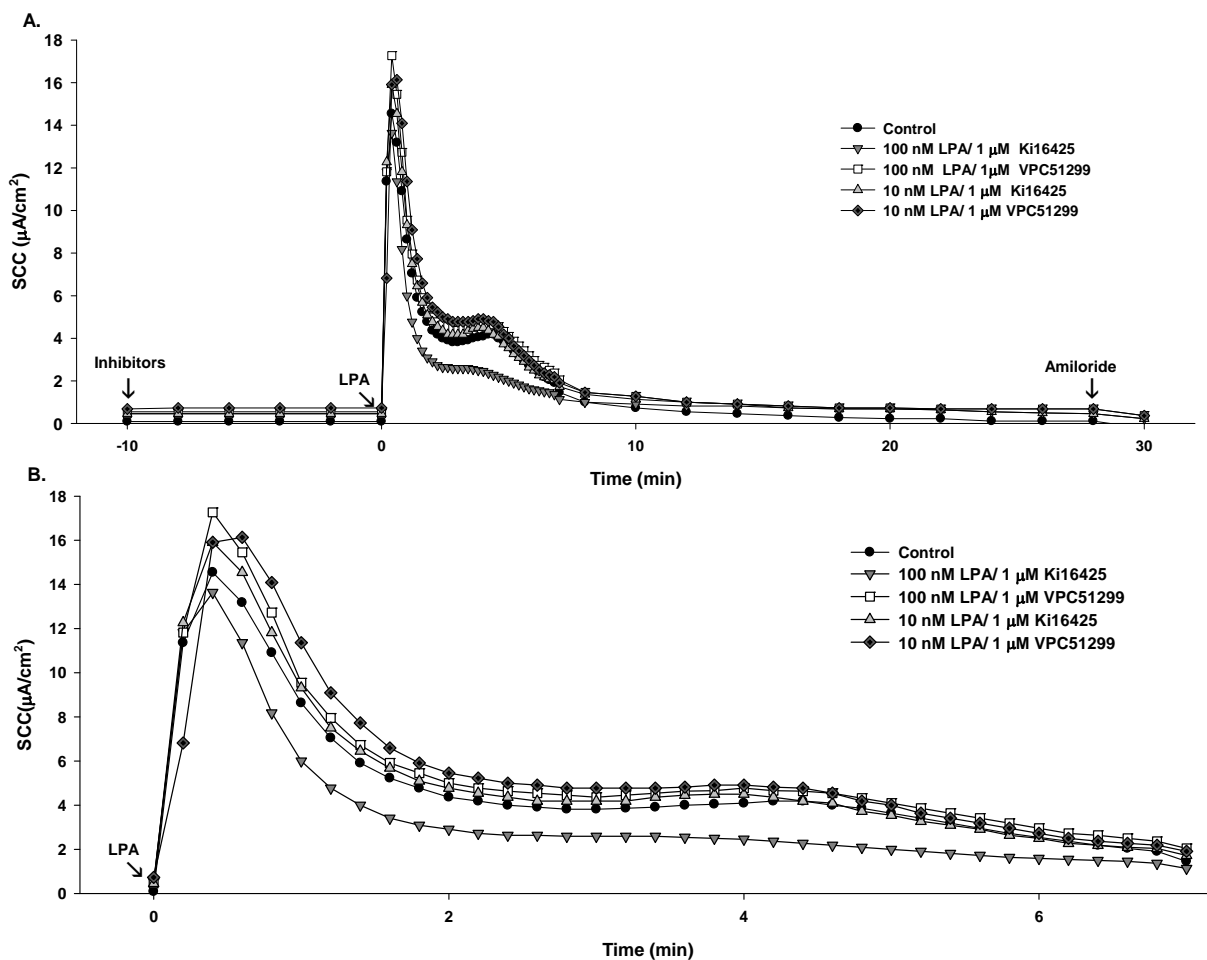 A.
18
16
14
12
10
8
6
4
2
0
SCC (μA/cm²)
Control
100 nM LPA/ 1 μM Ki16425
100 nM LPA/ 1μM VPC51299
10 nM LPA/ 1 μM Ki16425
10 nM LPA/ 1 μM VPC51299
Inhibitors
LPA
Amiloride
-10 0 10 20 30
Time (min)
B.
18
16
14
12
10
8
6
4
2
0
SCC(μA/cm²)
Control
100 nM LPA/ 1 μM Ki16425
100 nM LPA/ 1 μM VPC51299
10 nM LPA/ 1 μM Ki16425
10 nM LPA/ 1 μM VPC51299
LPA
0 2 4 6
Time (min)